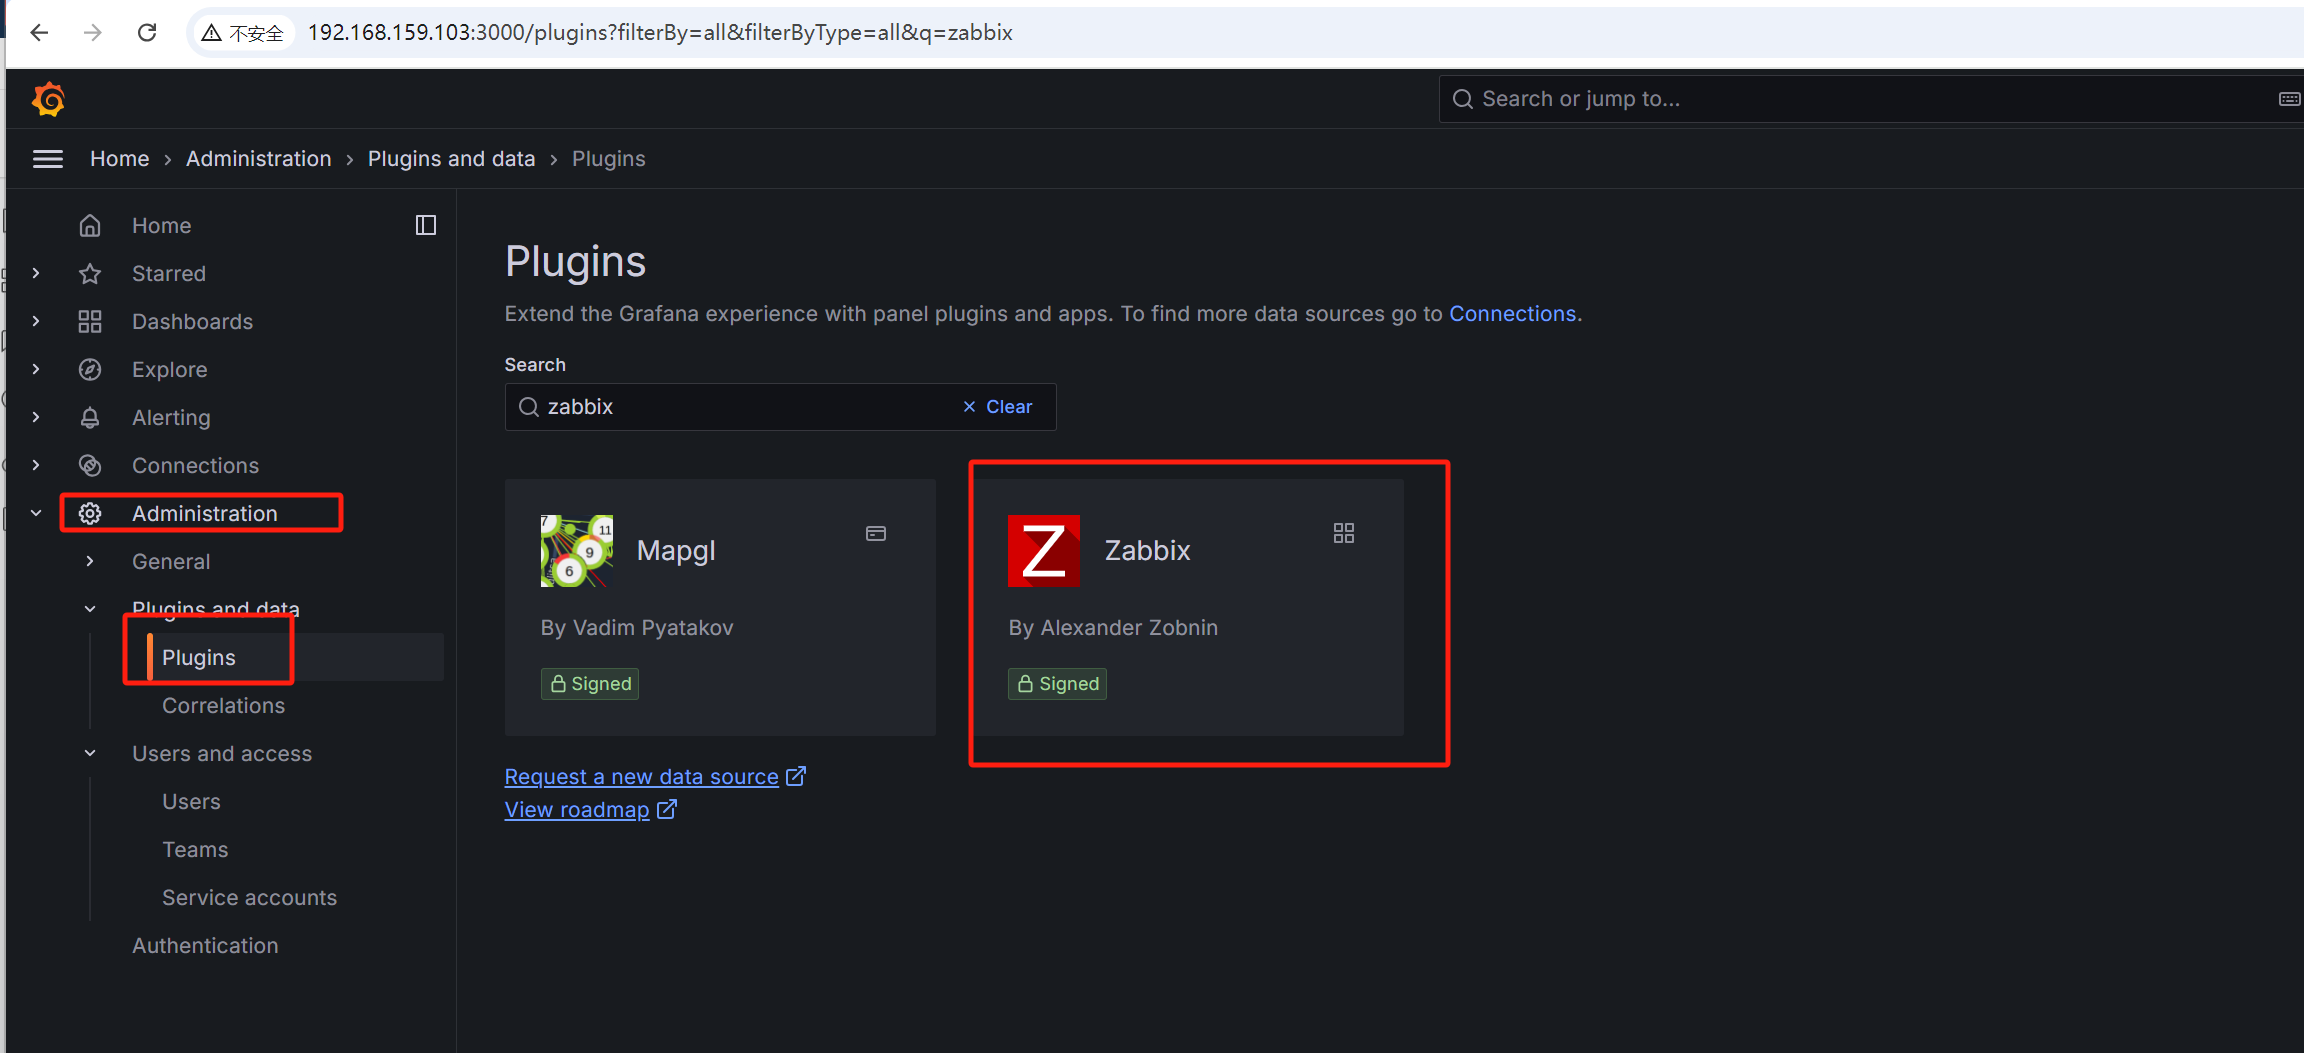 不安全 192.168.159.103:3000/plugins?filterBy=all&filterByType=all&q=zabbix
Search or jump to...
Home › Administration › Plugins and data › Plugins
Home
Starred
Dashboards
Explore
Alerting
Connections
Administration
General
Plugins and data
Plugins
Correlations
Users and access
Users
Teams
Service accounts
Authentication
Plugins
Extend the Grafana experience with panel plugins and apps. To find more data sources go to Connections.
Search
zabbix Clear
7 11 9 6
Mapgl
By Vadim Pyatakov
Signed
Z
Zabbix
By Alexander Zobnin
Signed
Request a new data source
View roadmap